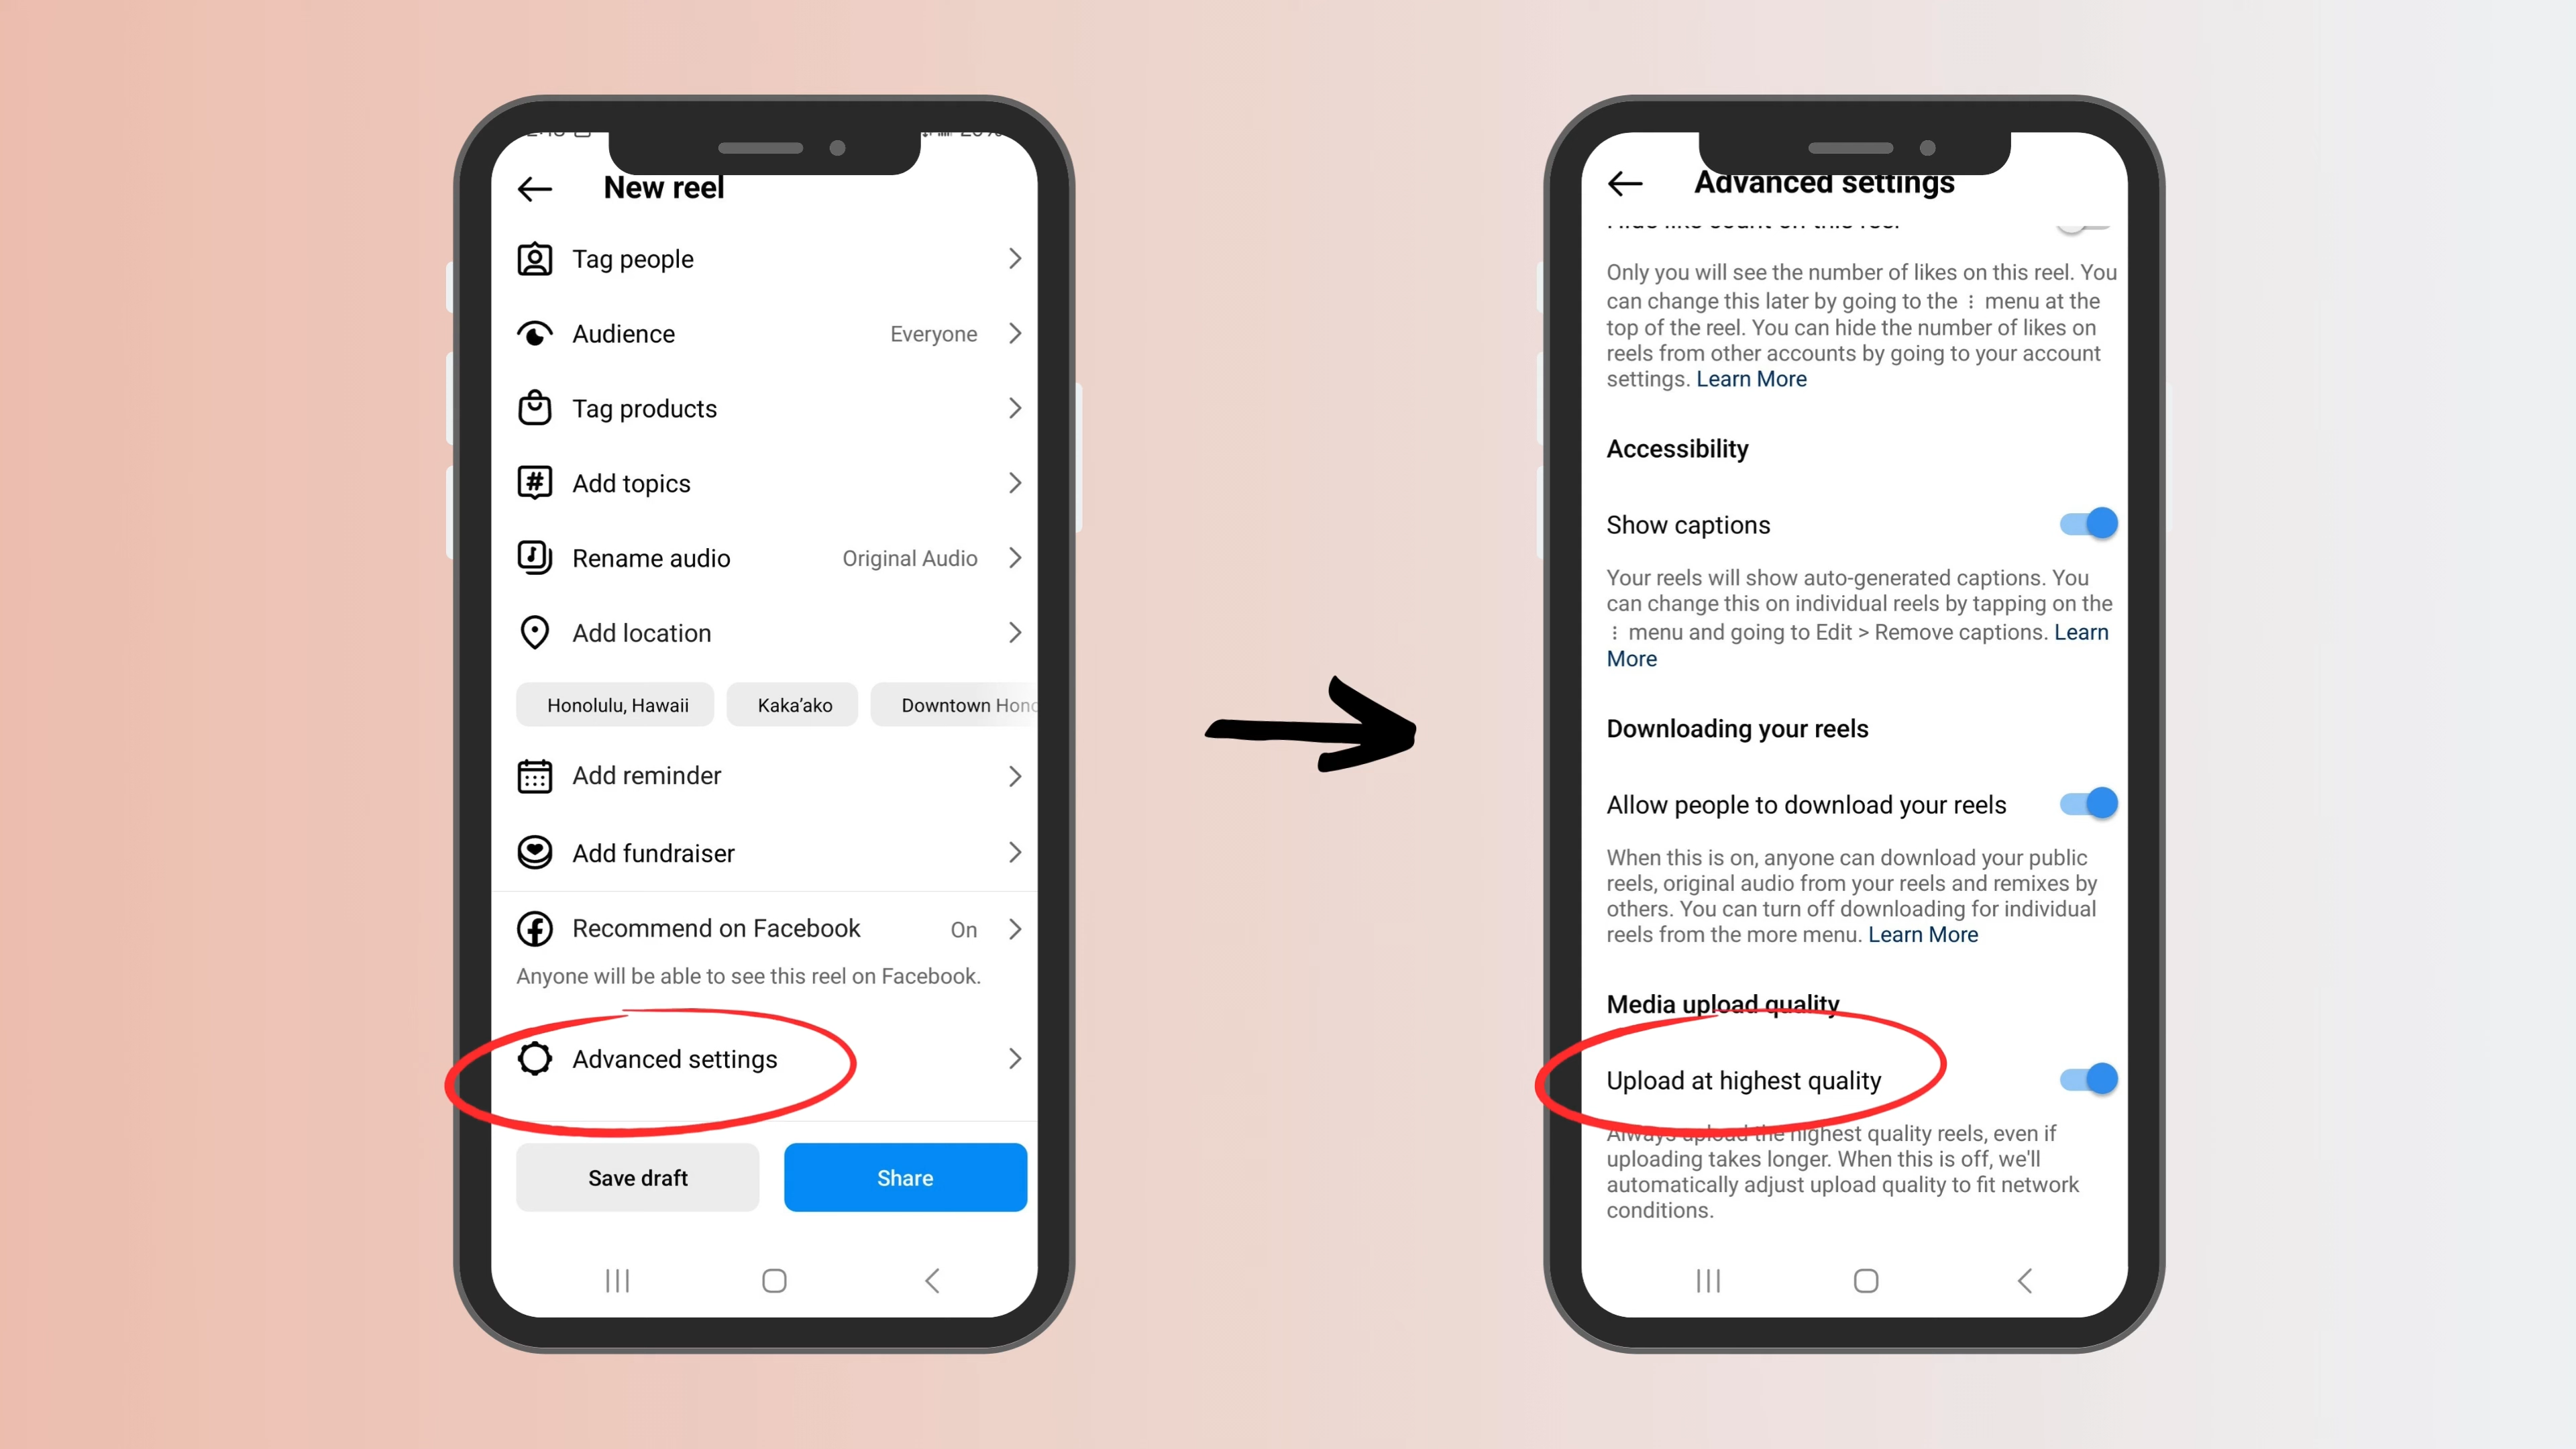 New reel
Tag people
Audience Everyone
Tag products
Add topics
Rename audio Original Audio
Add location
Honolulu, Hawaii Kaka’ako Downtown
Add reminder
Add fundraiser
Recommend on Facebook On
Anyone will be able to see this reel on Facebook.
Advanced settings
Save draft Share
Advanced settings
Hide like count on this reel
Only you will see the number of likes on this reel. You
can change this later by going to the ⋮ menu at the
top of the reel. You can hide the number of likes on
reels from other accounts by going to your account
settings. Learn More
Accessibility
Show captions
Your reels will show auto-generated captions. You
can change this on individual reels by tapping on the
⋮ menu and going to Edit > Remove captions. Learn
More
Downloading your reels
Allow people to download your reels
When this is on, anyone can download your public
reels, original audio from your reels and remixes by
others. You can turn off downloading for individual
reels from the more menu. Learn More
Media upload quality
Upload at highest quality
Always upload the highest quality reels, even if
uploading takes longer. When this is off, we'll
automatically adjust upload quality to fit network
conditions.